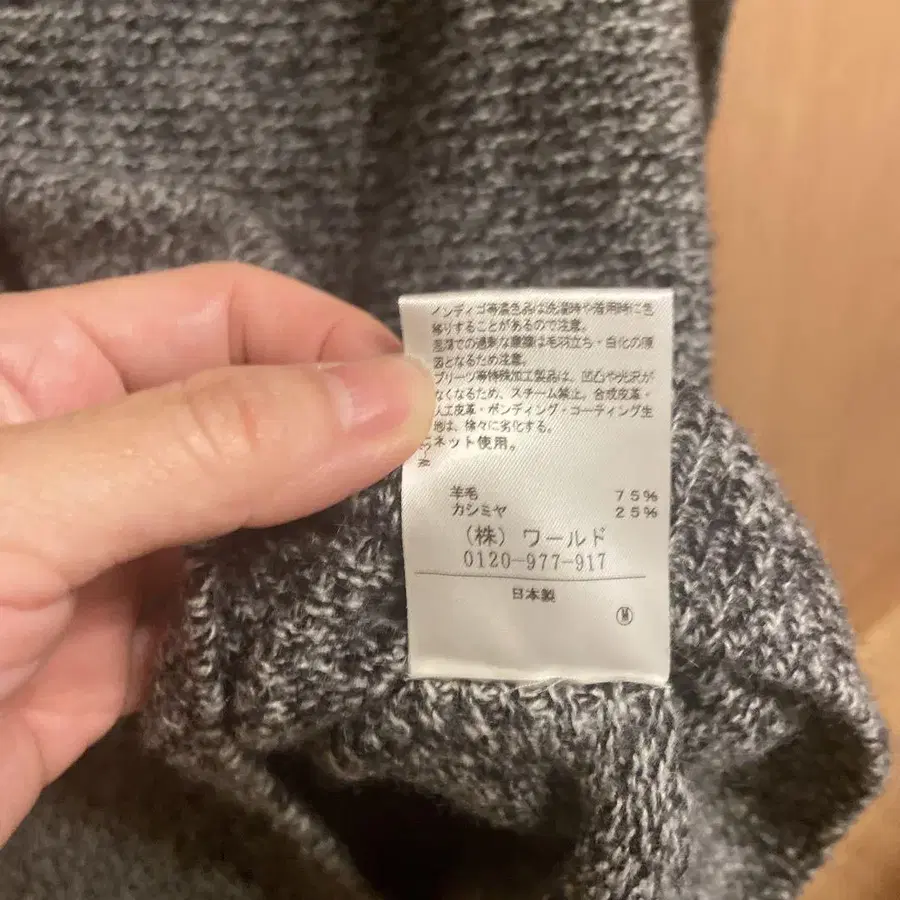 ンディゴ等濃色品は洗濯時や着用時に色
移りすることがあるので注意。
湿潤での過剰な摩擦は毛羽立ち・白化の原
因となるため注意。
プリーツ等特殊加工製品は、凹凸や光沢が
なくなるため、スチーム禁止。合成皮革・
人工皮革・ボンディング・コーティング生
地は、徐々に劣化する。
ネット使用。
羊毛 75%
カシミヤ 25%
(株) ワールド
0120-977-917
日本製